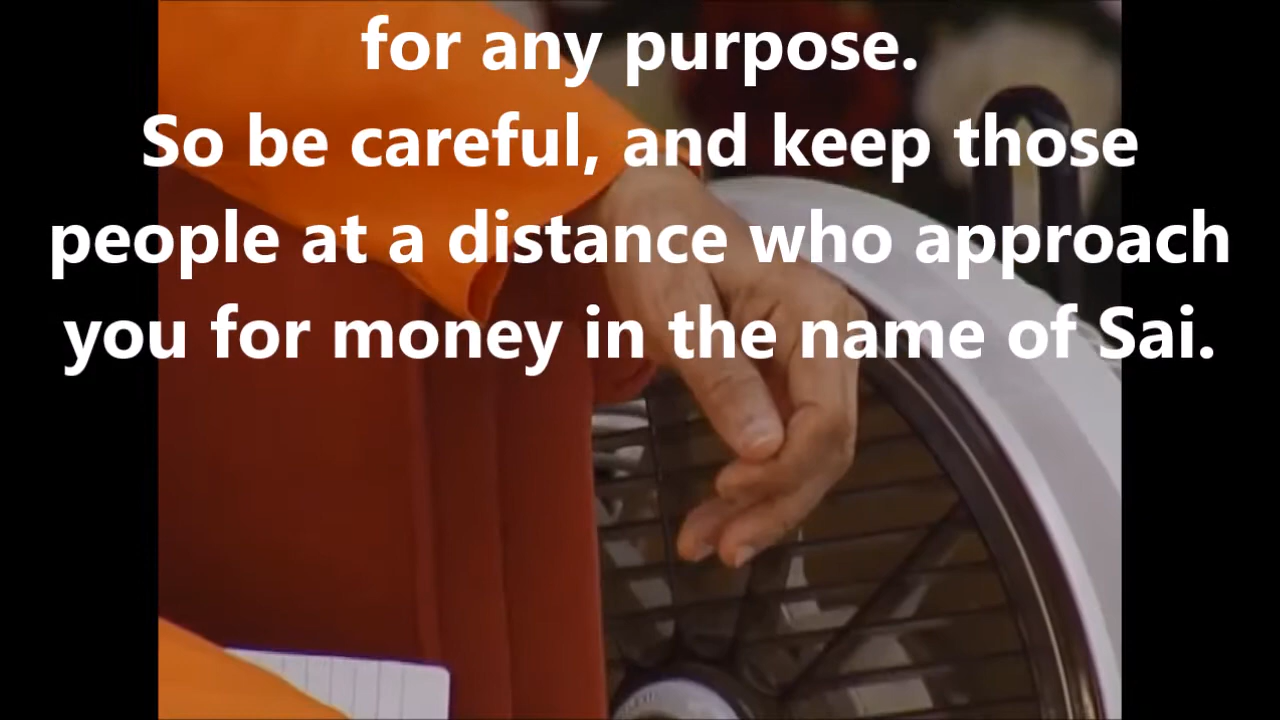 for any purpose.
So be careful, and keep those
people at a distance who approach
you for money in the name of Sai.